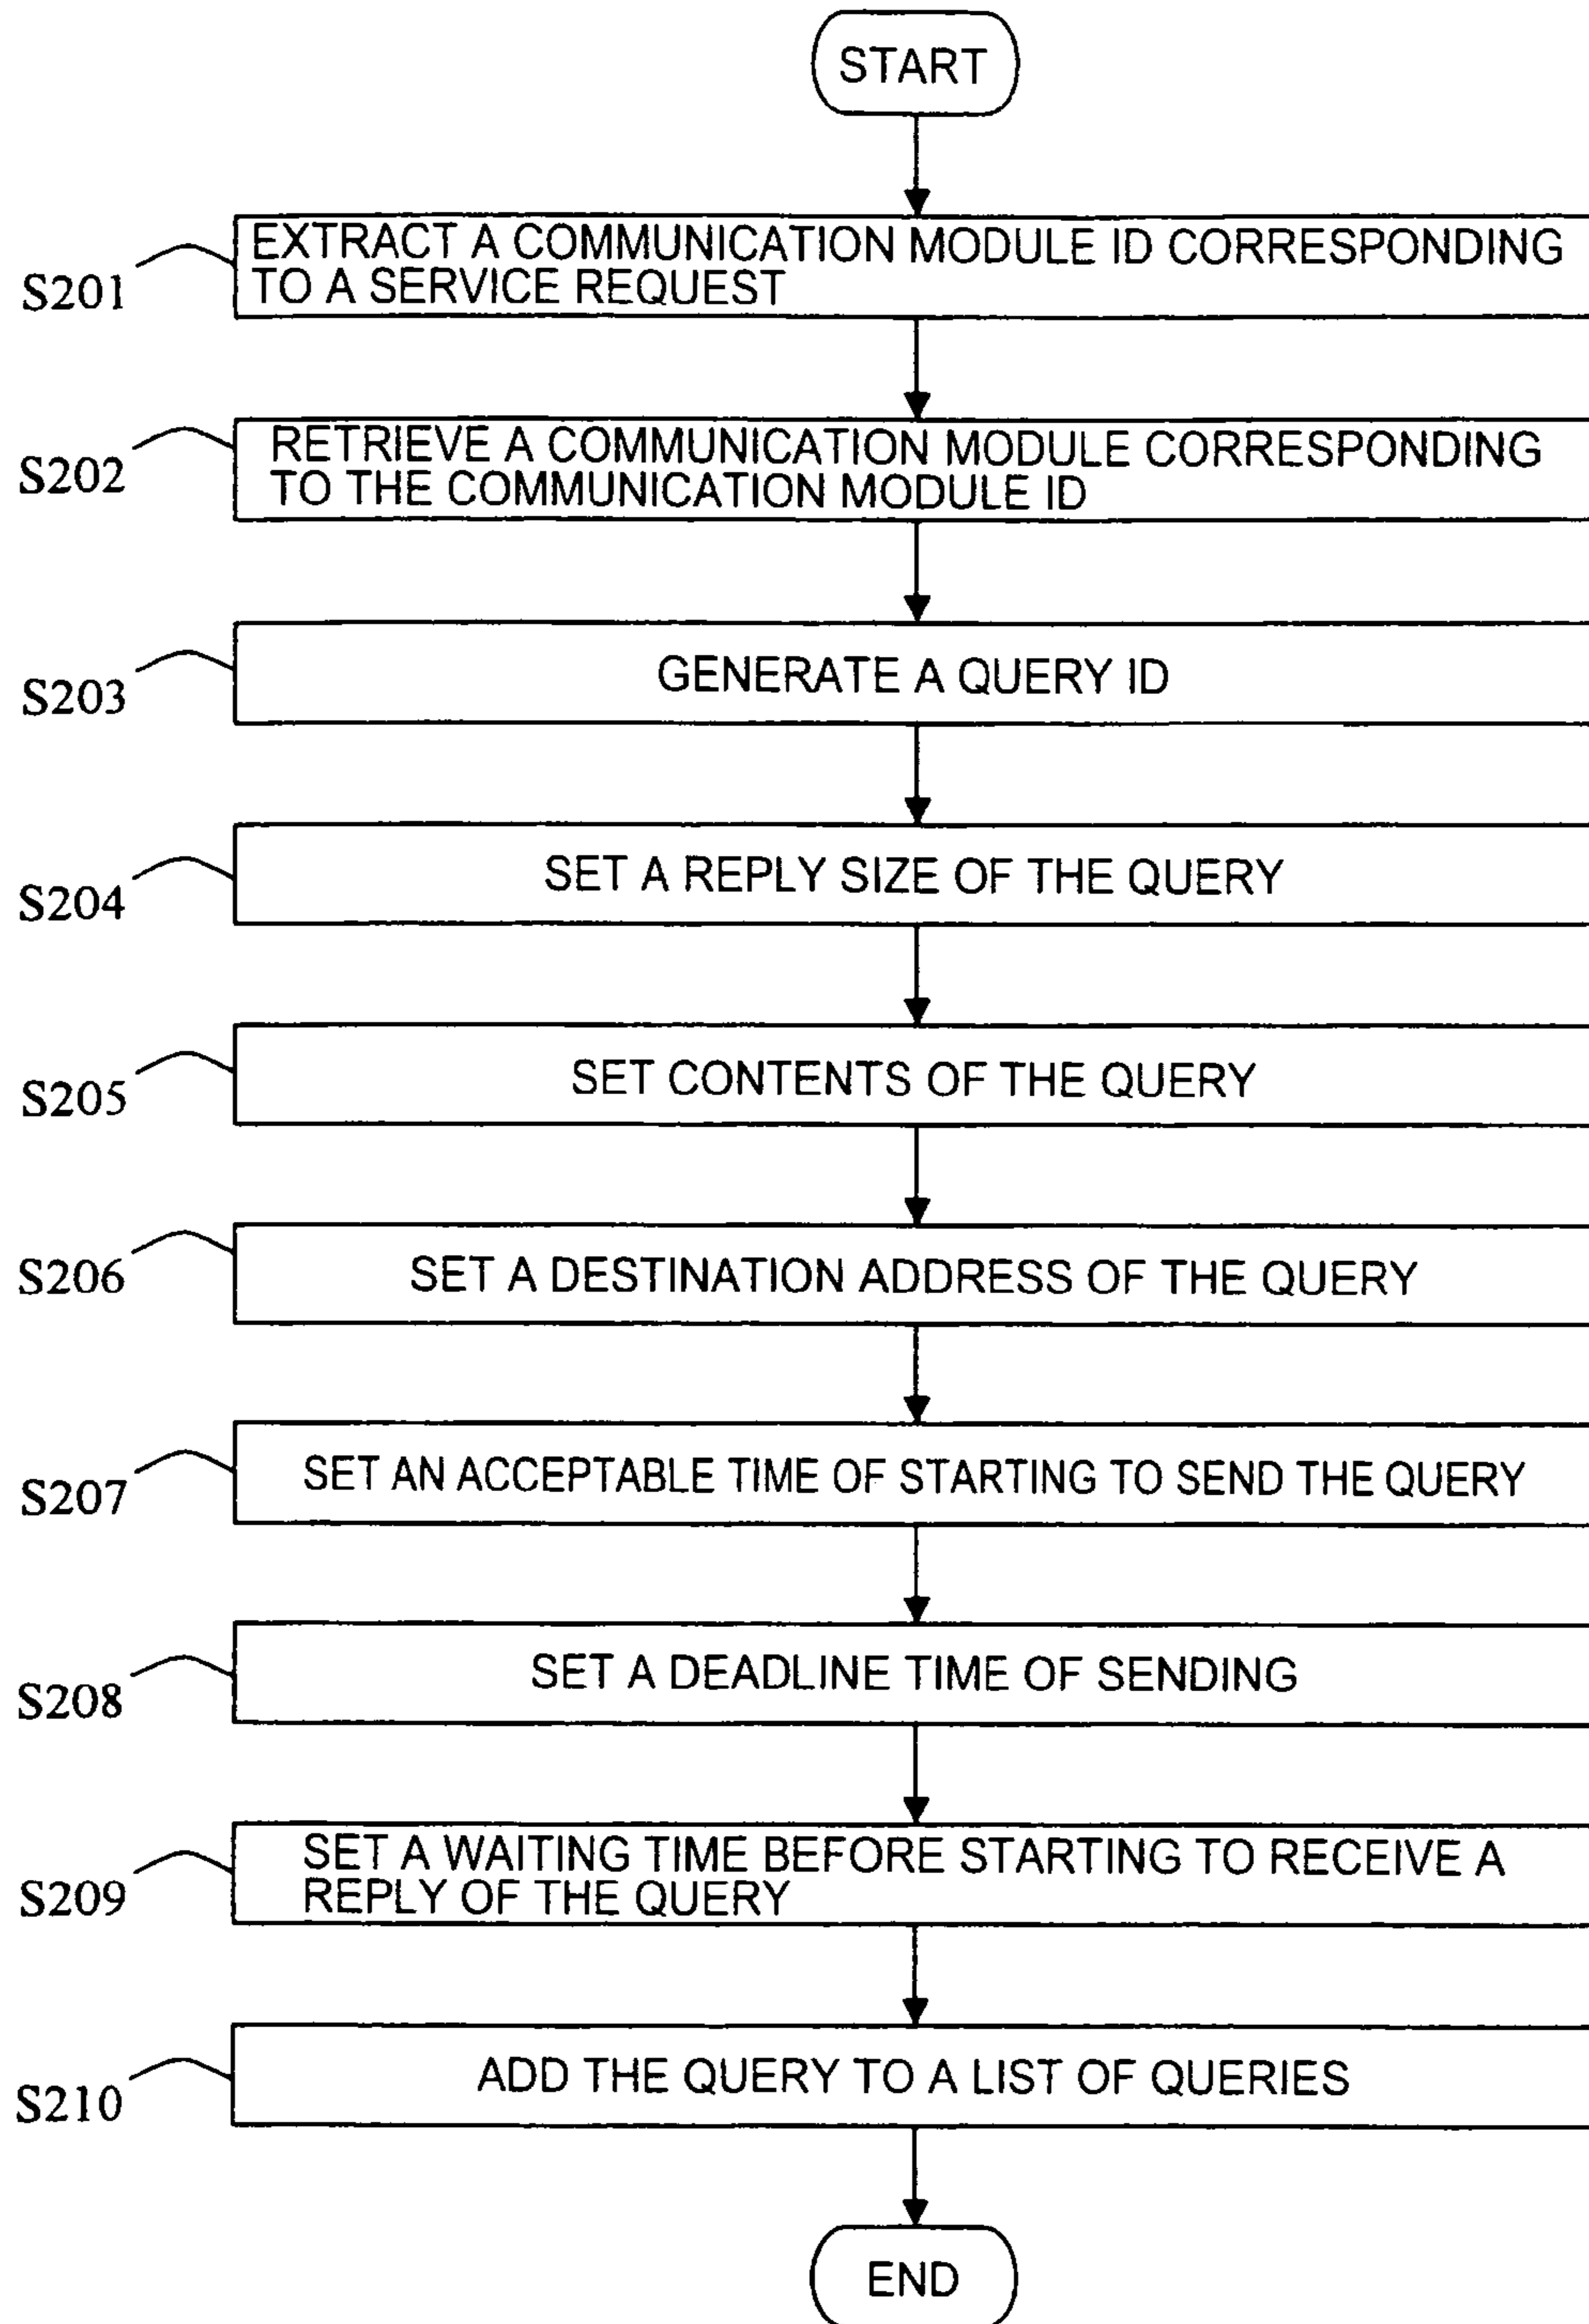 START
S201
EXTRACT A COMMUNICATION MODULE ID CORRESPONDING
TO A SERVICE REQUEST
S202
RETRIEVE A COMMUNICATION MODULE CORRESPONDING
TO THE COMMUNICATION MODULE ID
S203
GENERATE A QUERY ID
S204
SET A REPLY SIZE OF THE QUERY
S205
SET CONTENTS OF THE QUERY
S206
SET A DESTINATION ADDRESS OF THE QUERY
S207
SET AN ACCEPTABLE TIME OF STARTING TO SEND THE QUERY
S208
SET A DEADLINE TIME OF SENDING
S209
SET A WAITING TIME BEFORE STARTING TO RECEIVE A
REPLY OF THE QUERY
S210
ADD THE QUERY TO A LIST OF QUERIES
END